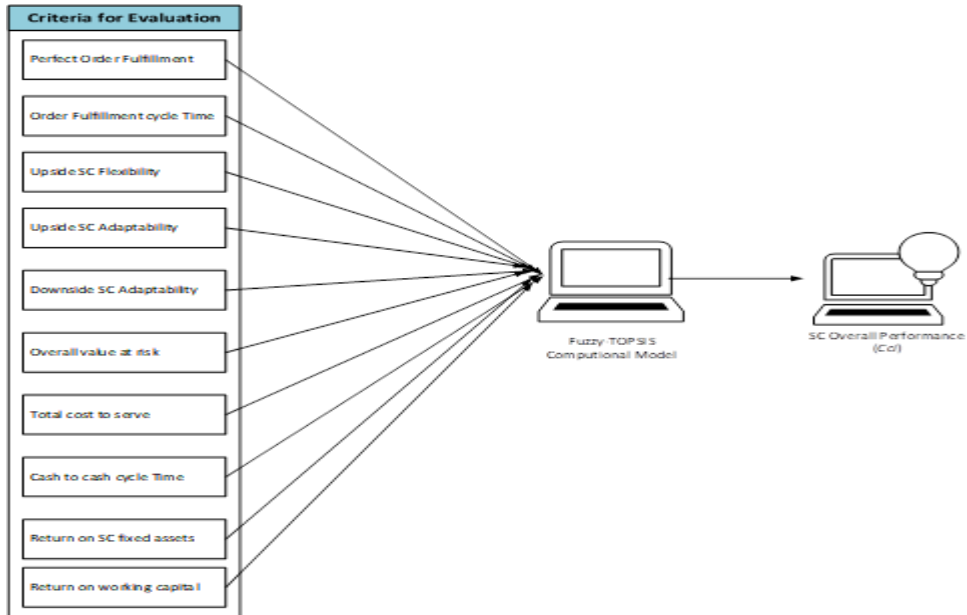 Criteria for Evaluation
Perfect Order Fulfillment
Order Fulfillment cycle Time
Upside SC Flexibility
Upside SC Adaptability
Downside SC Adaptability
Overall value at risk
Total cost to serve
Cash to cash cycle Time
Return on SC fixed assets
Return on working capital
Fuzzy-TOPSIS
Computional Model
SC Overall Performance
(Cci)